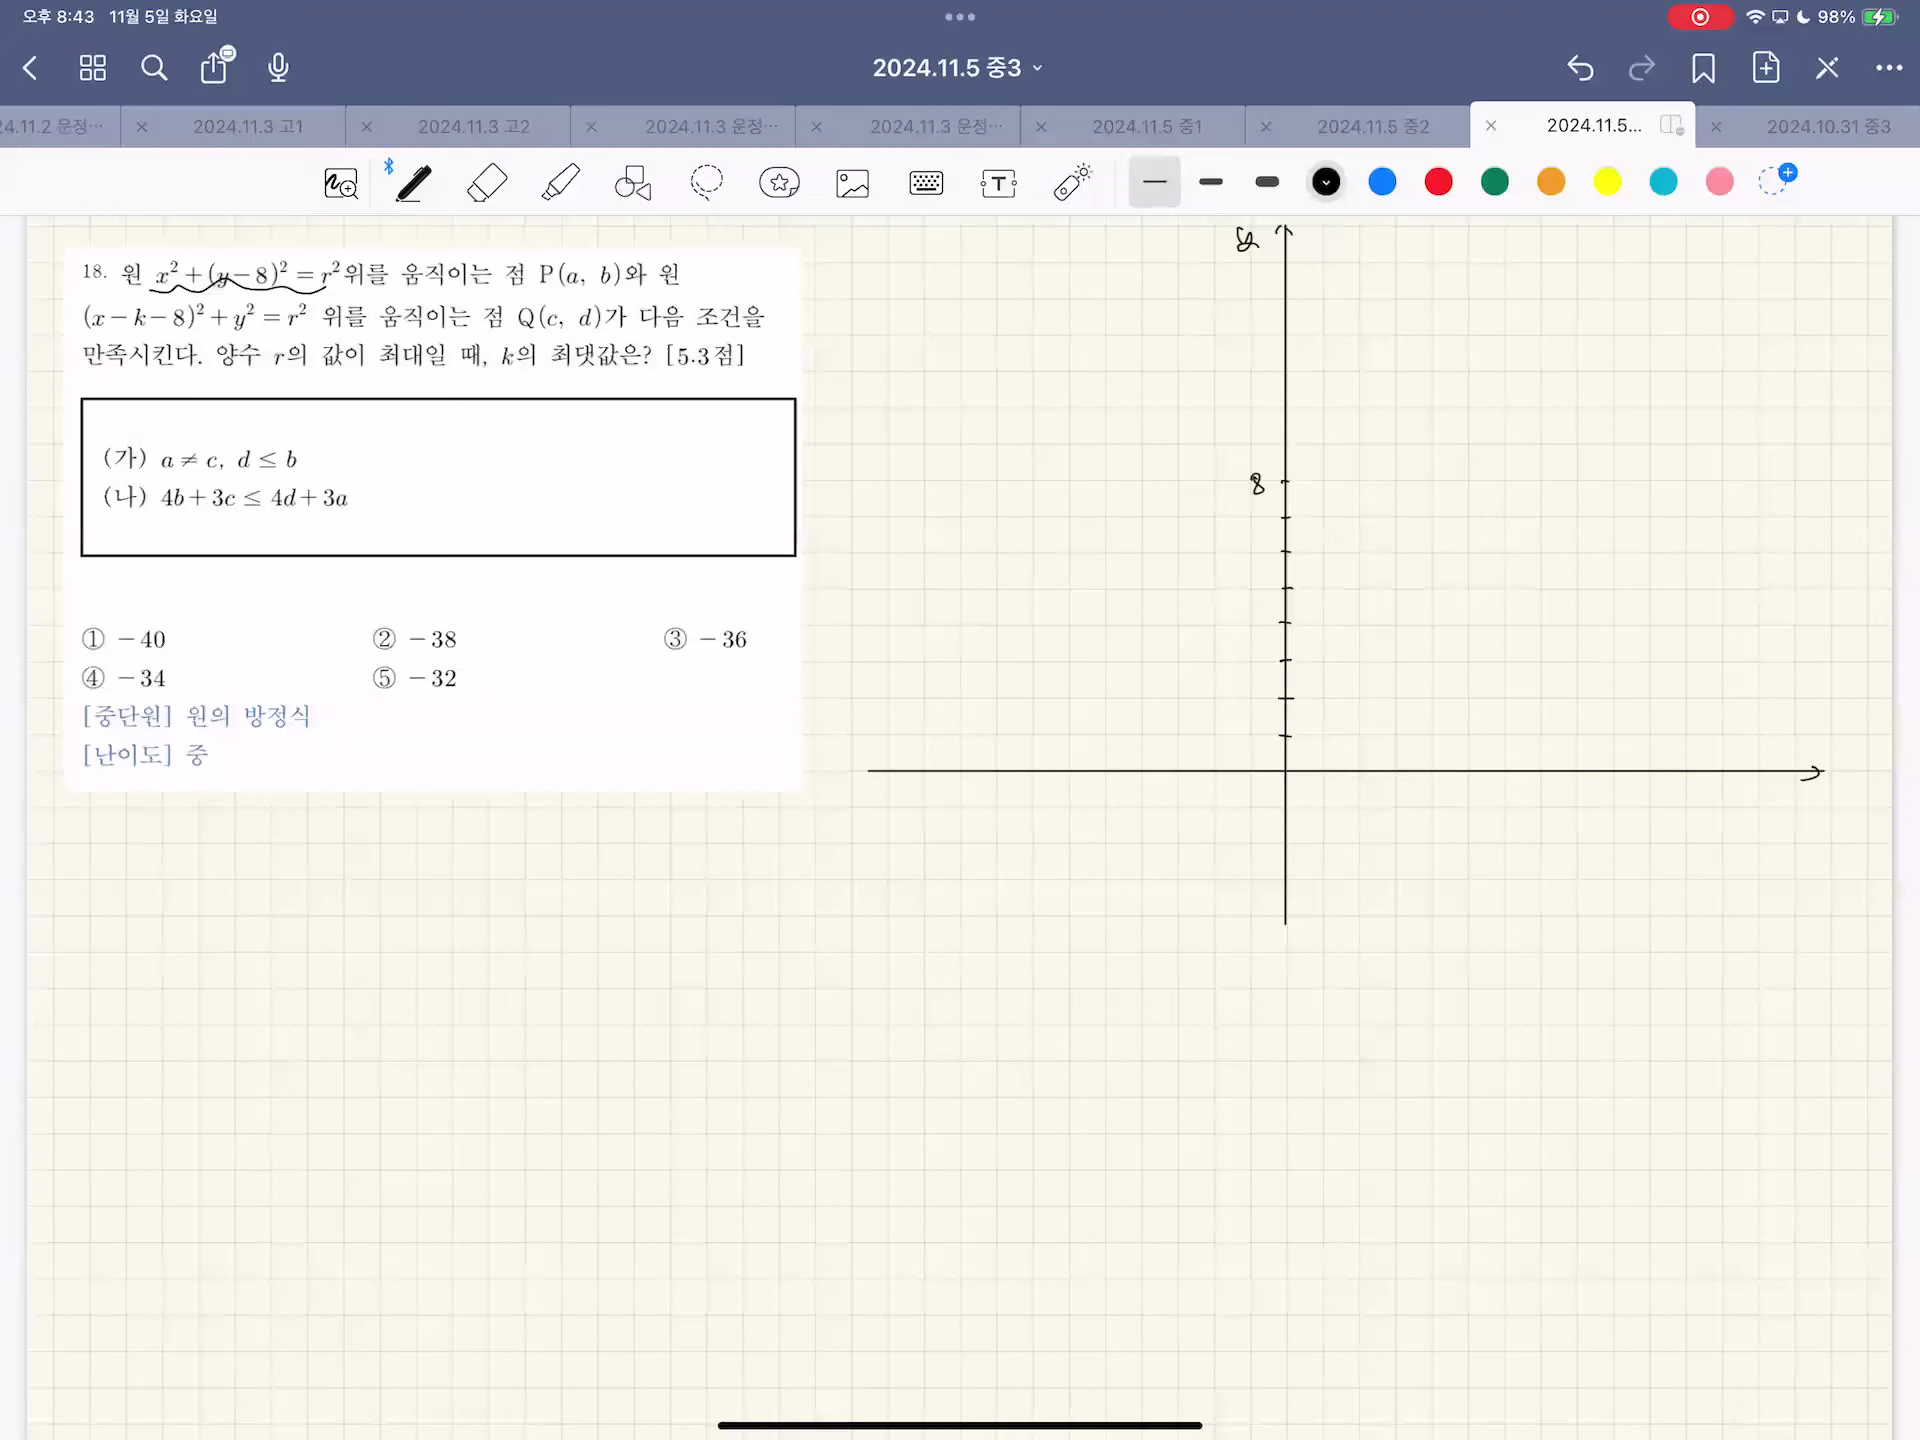 오후 8:43 11월 5일 화요일
98%
2024.11.5 중3
24.11.2 운정…
2024.11.3 고1
2024.11.3 고2
2024.11.3 운정…
2024.11.3 운정…
2024.11.5 중1
2024.11.5 중2
2024.11.5...
2024.10.31 중3
18. 원 x² + (y − 8)² = r² 위를 움직이는 점 P(a, b)와 원
(x − k − 8)² + y² = r² 위를 움직이는 점 Q(c, d)가 다음 조건을
만족시킨다. 양수 r의 값이 최대일 때, k의 최댓값은? [5.3점]
(가) a ≠ c, d ≤ b
(나) 4b + 3c ≤ 4d + 3a
① − 40 ② − 38 ③ − 36
④ − 34 ⑤ − 32
[중단원] 원의 방정식
[난이도] 중
y
8